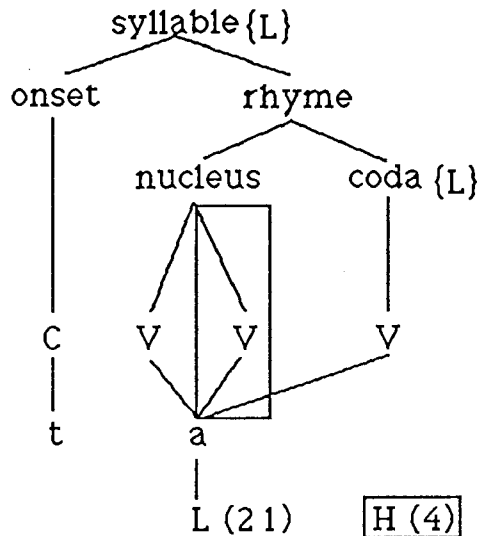 syllable {L}
onset rhyme
nucleus coda {L}
C V V V
t a
L (21) H (4)